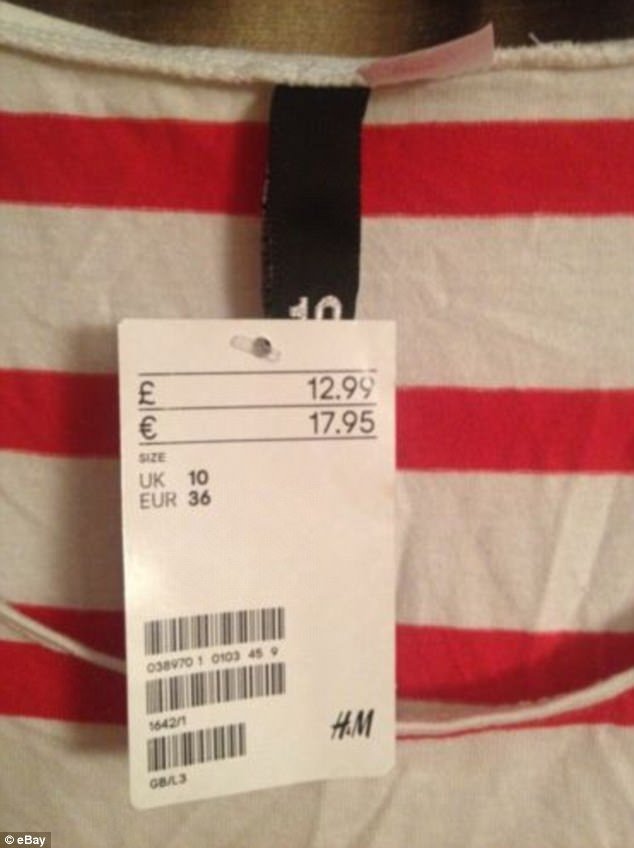 10
£ 12.99
€ 17.95
SIZE
UK 10
EUR 36
038970 1 0103 45 9
1642/1
H&M
GB/L3
© eBay